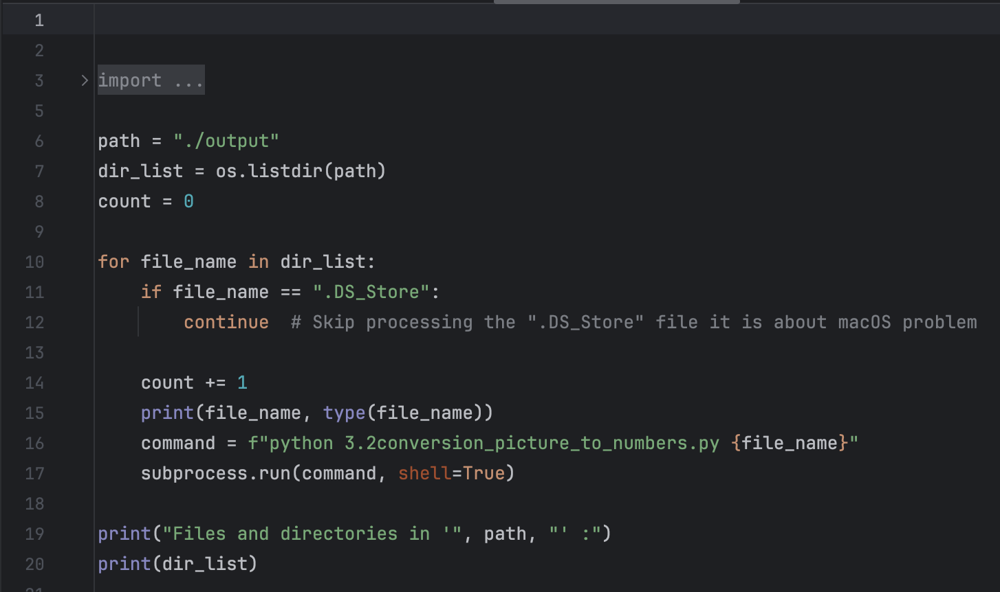 1
2
3 import ...
5
6 path = "./output"
7 dir_list = os.listdir(path)
8 count = 0
9
10 for file_name in dir_list:
11     if file_name == ".DS_Store":
12         continue  # Skip processing the ".DS_Store" file it is about macOS problem
13
14     count += 1
15     print(file_name, type(file_name))
16     command = f"python 3.2conversion_picture_to_numbers.py {file_name}"
17     subprocess.run(command, shell=True)
18
19 print("Files and directories in '", path, "' :")
20 print(dir_list)